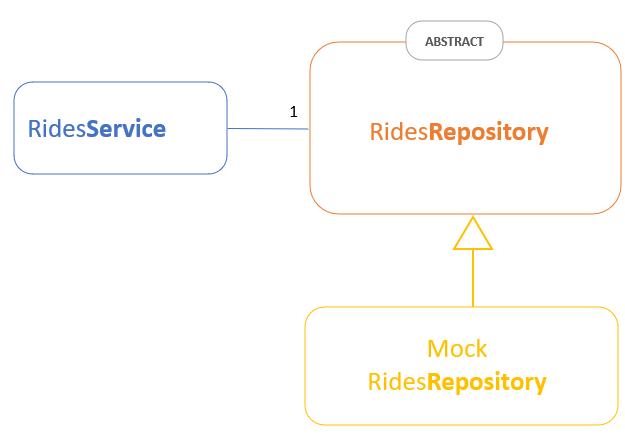 ABSTRACT
1
RidesService
RidesRepository
Mock
RidesRepository